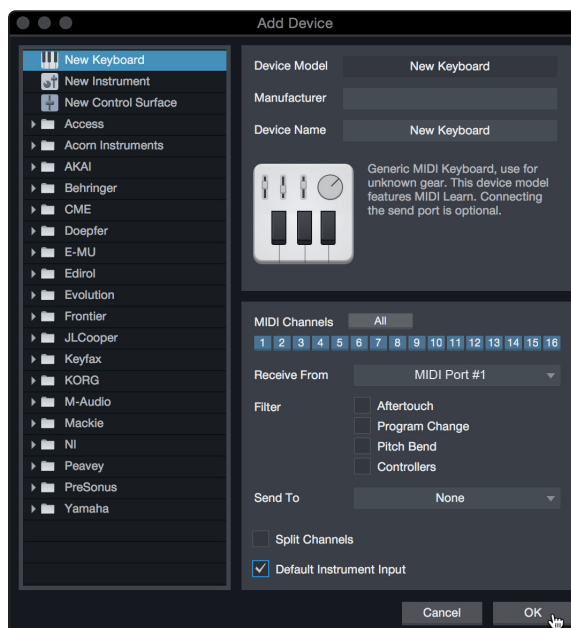 Add Device
New Keyboard
New Instrument
New Control Surface
Access
Acorn Instruments
AKAI
Behringer
CME
Doepfer
E-MU
Edirol
Evolution
Frontier
JLCooper
Keyfax
KORG
M-Audio
Mackie
NI
Peavey
PreSonus
Yamaha
Device Model New Keyboard
Manufacturer
Device Name New Keyboard
Generic MIDI Keyboard, use for
unknown gear. This device model
features MIDI Learn. Connecting
the send port is optional.
MIDI Channels All
1 2 3 4 5 6 7 8 9 10 11 12 13 14 15 16
Receive From MIDI Port #1
Filter Aftertouch
Program Change
Pitch Bend
Controllers
Send To None
Split Channels
Default Instrument Input
Cancel OK